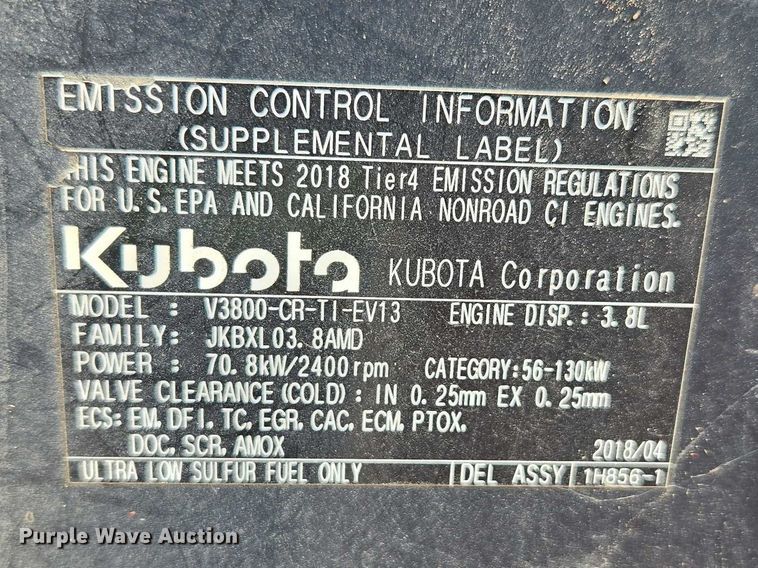 EMISSION CONTROL INFORMATION
(SUPPLEMENTAL LABEL)
THIS ENGINE MEETS 2018 Tier4 EMISSION REGULATIONS
FOR U.S.EPA AND CALIFORNIA NONROAD CI ENGINES.
Kubota KUBOTA Corporation
MODEL : V3800-CR-TI-EV13 ENGINE DISP.: 3.8L
FAMILY: JKBXL03.8AMD
POWER : 70.8kW/2400rpm CATEGORY:56-130kW
VALVE CLEARANCE(COLD): IN 0.25mm EX 0.25mm
ECS: EM. DFI. TC. EGR. CAC. ECM. PTOX.
DOC. SCR. AMOX 2018/04
ULTRA LOW SULFUR FUEL ONLY DEL ASSY 1H856-1
Purple Wave Auction